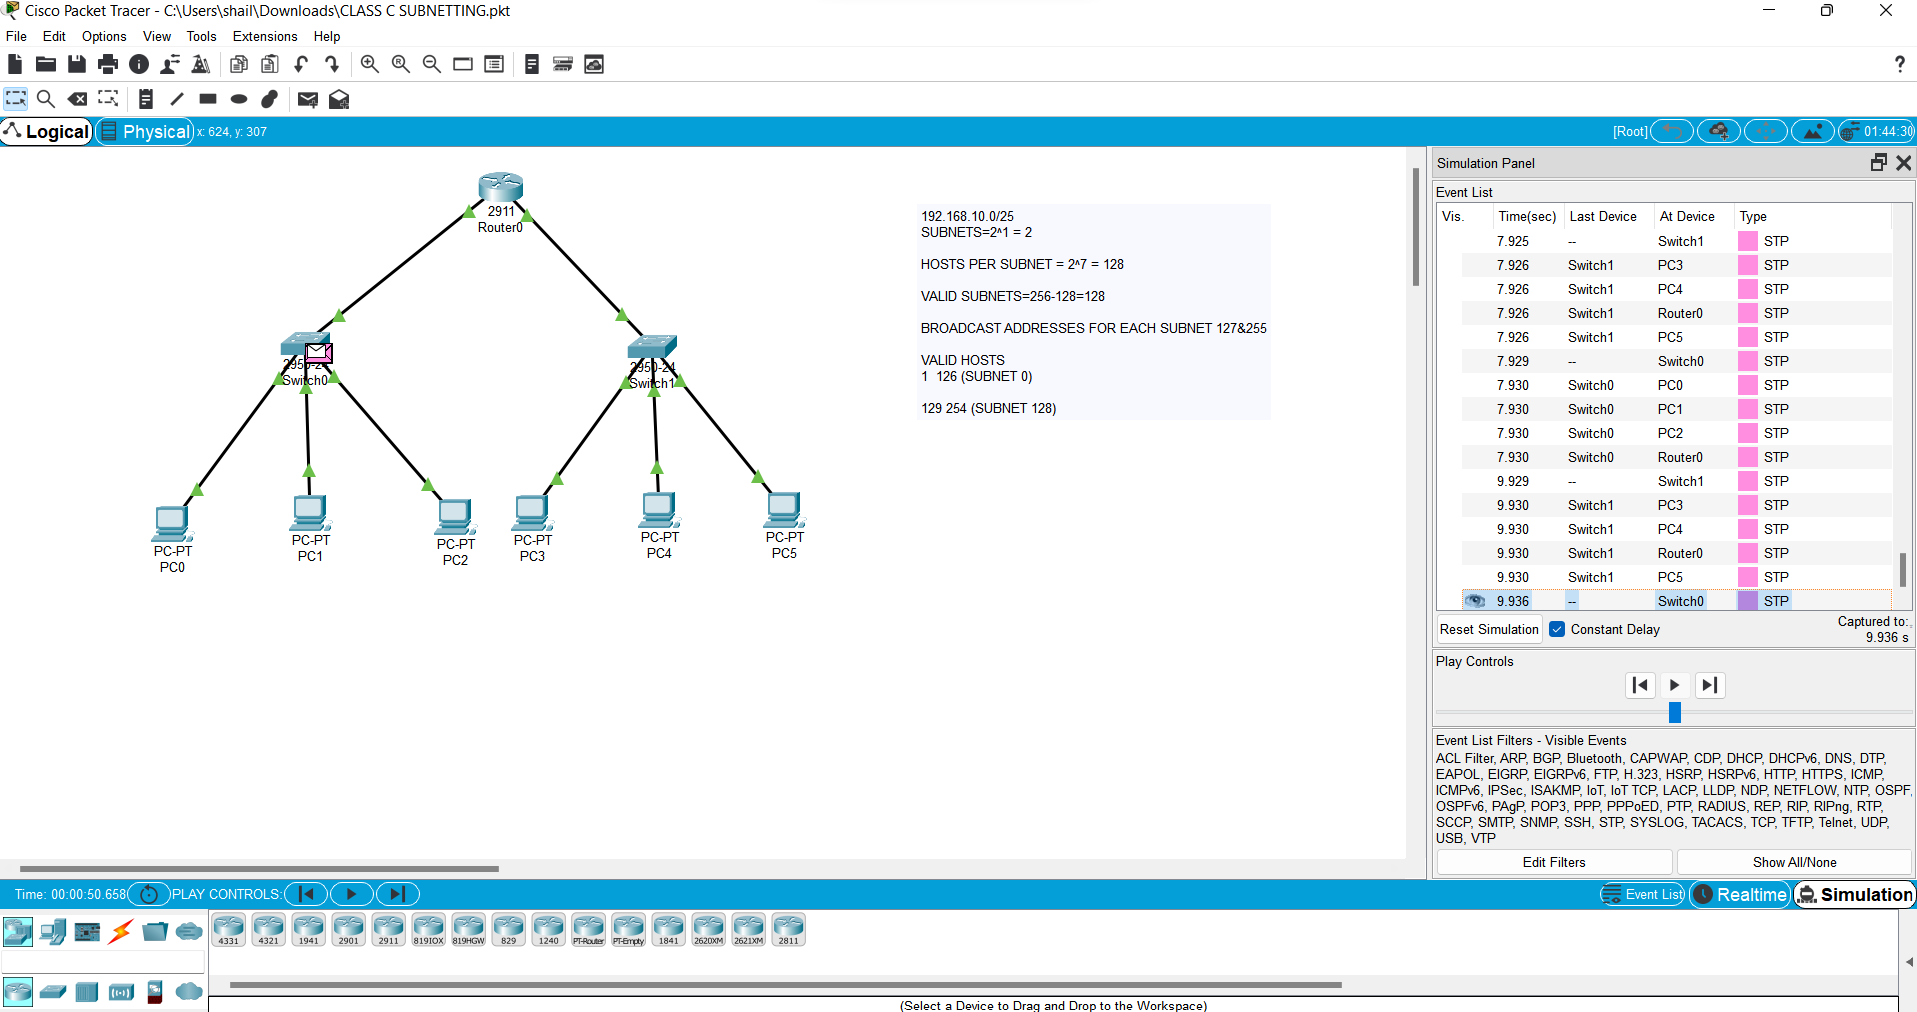 Cisco Packet Tracer - C:\Users\shail\Downloads\CLASS C SUBNETTING.pkt
File Edit Options View Tools Extensions Help
?
Logical Physical x: 624, y: 307 [Root] 01:44:30
2911
Router0
2950-24
Switch0
2950-24
Switch1
PC-PT
PC0
PC-PT
PC1
PC-PT
PC2
PC-PT
PC3
PC-PT
PC4
PC-PT
PC5
192.168.10.0/25
SUBNETS=2^1 = 2
HOSTS PER SUBNET = 2^7 = 128
VALID SUBNETS=256-128=128
BROADCAST ADDRESSES FOR EACH SUBNET 127&255
VALID HOSTS
1 126 (SUBNET 0)
129 254 (SUBNET 128)
Simulation Panel
Event List
Vis. Time(sec) Last Device At Device Type
7.925 -- Switch1 STP
7.926 Switch1 PC3 STP
7.926 Switch1 PC4 STP
7.926 Switch1 Router0 STP
7.926 Switch1 PC5 STP
7.929 -- Switch0 STP
7.930 Switch0 PC0 STP
7.930 Switch0 PC1 STP
7.930 Switch0 PC2 STP
7.930 Switch0 Router0 STP
9.929 -- Switch1 STP
9.930 Switch1 PC3 STP
9.930 Switch1 PC4 STP
9.930 Switch1 Router0 STP
9.930 Switch1 PC5 STP
9.936 -- Switch0 STP
Reset Simulation Constant Delay Captured to:
9.936 s
Play Controls
Event List Filters - Visible Events
ACL Filter, ARP, BGP, Bluetooth, CAPWAP, CDP, DHCP, DHCPv6, DNS, DTP,
EAPOL, EIGRP, EIGRPv6, FTP, H.323, HSRP, HSRPv6, HTTP, HTTPS, ICMP,
ICMPv6, IPSec, ISAKMP, IoT, IoT TCP, LACP, LLDP, NDP, NETFLOW, NTP, OSPF,
OSPFv6, PAgP, POP3, PPP, PPPoED, PTP, RADIUS, REP, RIP, RIPng, RTP,
SCCP, SMTP, SNMP, SSH, STP, SYSLOG, TACACS, TCP, TFTP, Telnet, UDP,
USB, VTP
Edit Filters Show All/None
Time: 00:00:50.658 PLAY CONTROLS: Event List Realtime Simulation
4331 4321 1941 2901 2911 819IOX 819HGW 829 1240 PT-Router PT-Empty 1841 2620XM 2621XM 2811
(Select a Device to Drag and Drop to the Workspace)